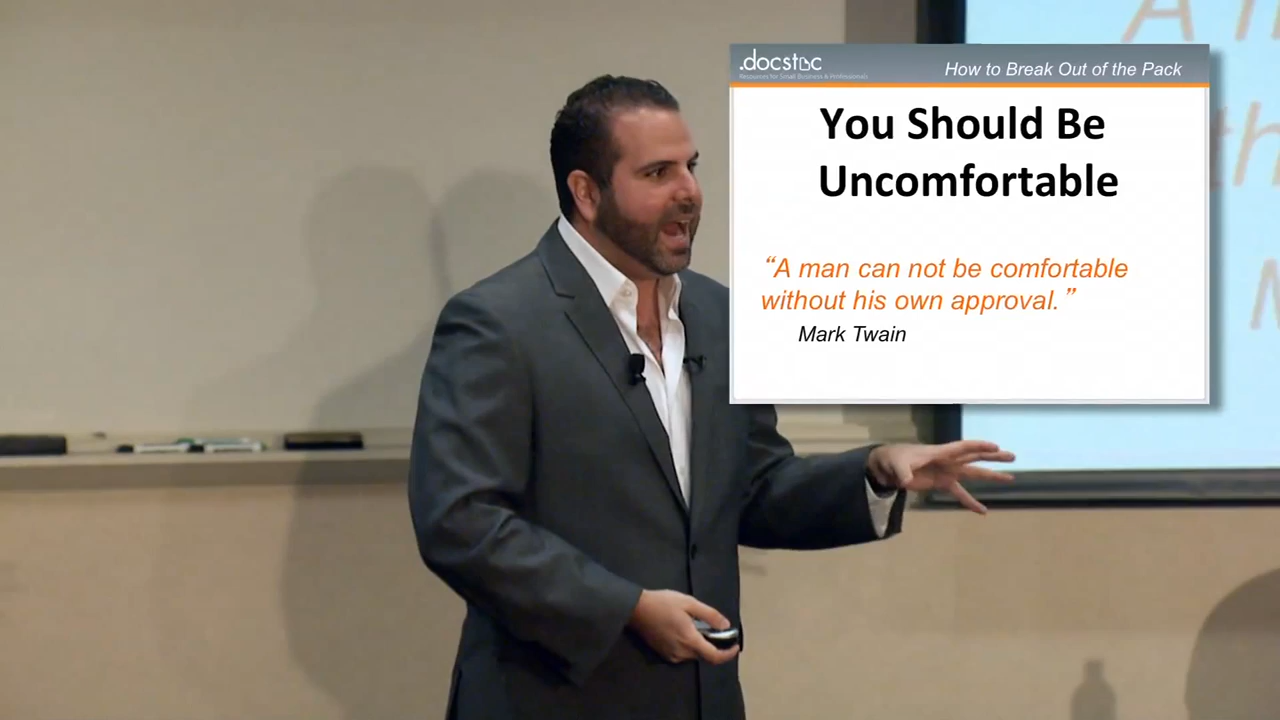 .docstoc
How to Break Out of the Pack
Resources for Small Business & Professionals
You Should Be
Uncomfortable
“A man can not be comfortable
without his own approval.”
Mark Twain
A
th
M